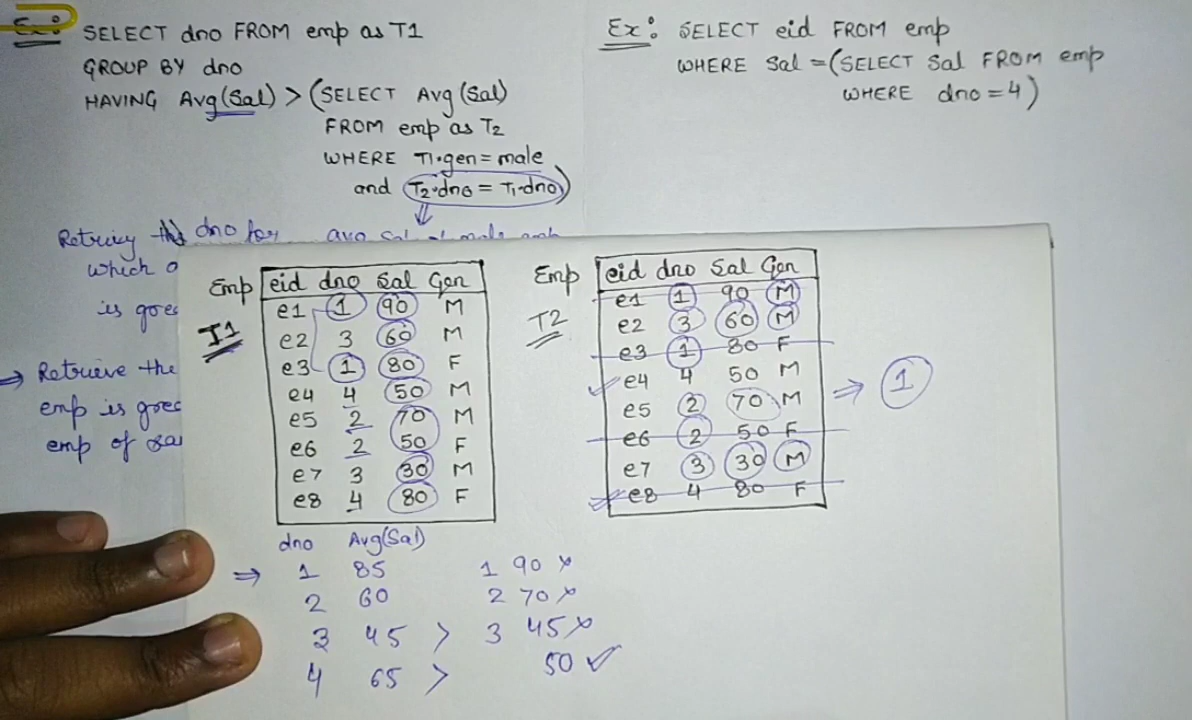 Ex: SELECT dno FROM emp as T1
GROUP BY dno
HAVING Avg(Sal) > (SELECT Avg(Sal)
FROM emp as T2
WHERE T1.gen = male
and T2.dno = T1.dno)
Ex: SELECT eid FROM emp
WHERE Sal = (SELECT Sal FROM emp
WHERE dno = 4)
dno for
which
is
→ Retrieve the
emp is
emp of
Emp T1
eid dno Sal Gen
e1 1 90 M
e2 3 60 M
e3 1 80 F
e4 4 50 M
e5 2 70 M
e6 2 50 F
e7 3 30 M
e8 4 80 F
Emp T2
eid dno Sal Gen
e1 1 90 M
e2 3 60 M
e3 1 80 F
✓ e4 4 50 M
e5 2 70 M
e6 2 50 F
e7 3 30 M
e8 4 80 F
⇒ 1
dno Avg(Sal)
⇒ 1 85 1 90 x
2 60 2 70 x
3 45 > 3 45 x
4 65 > 50 ✓